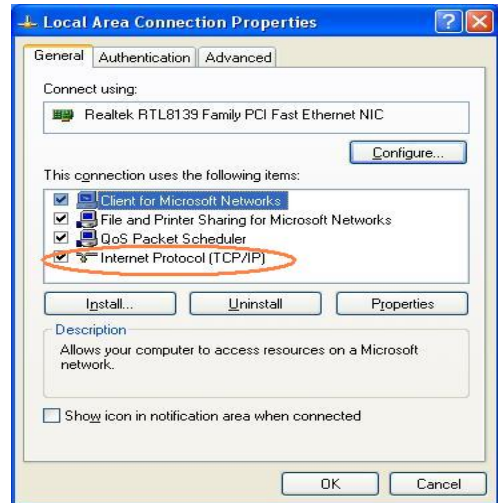 Local Area Connection Properties
General Authentication Advanced
Connect using:
Realtek RTL8139 Family PCI Fast Ethernet NIC
Configure...
This connection uses the following items:
Client for Microsoft Networks
File and Printer Sharing for Microsoft Networks
QoS Packet Scheduler
Internet Protocol (TCP/IP)
Install... Uninstall Properties
Description
Allows your computer to access resources on a Microsoft
network.
Show icon in notification area when connected
OK Cancel